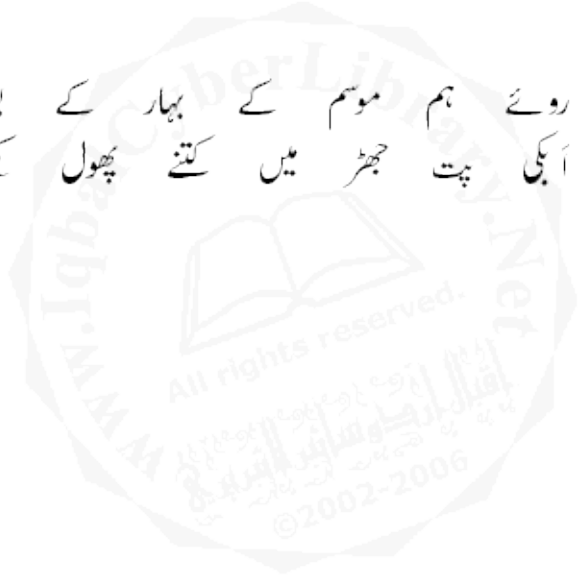 روئے ہم موسم کے بہار کے
اَبکی پت جھڑ میں کتنے پھول
www.IqbalCyberLibrary.Net
All rights reserved.
©2002-2006